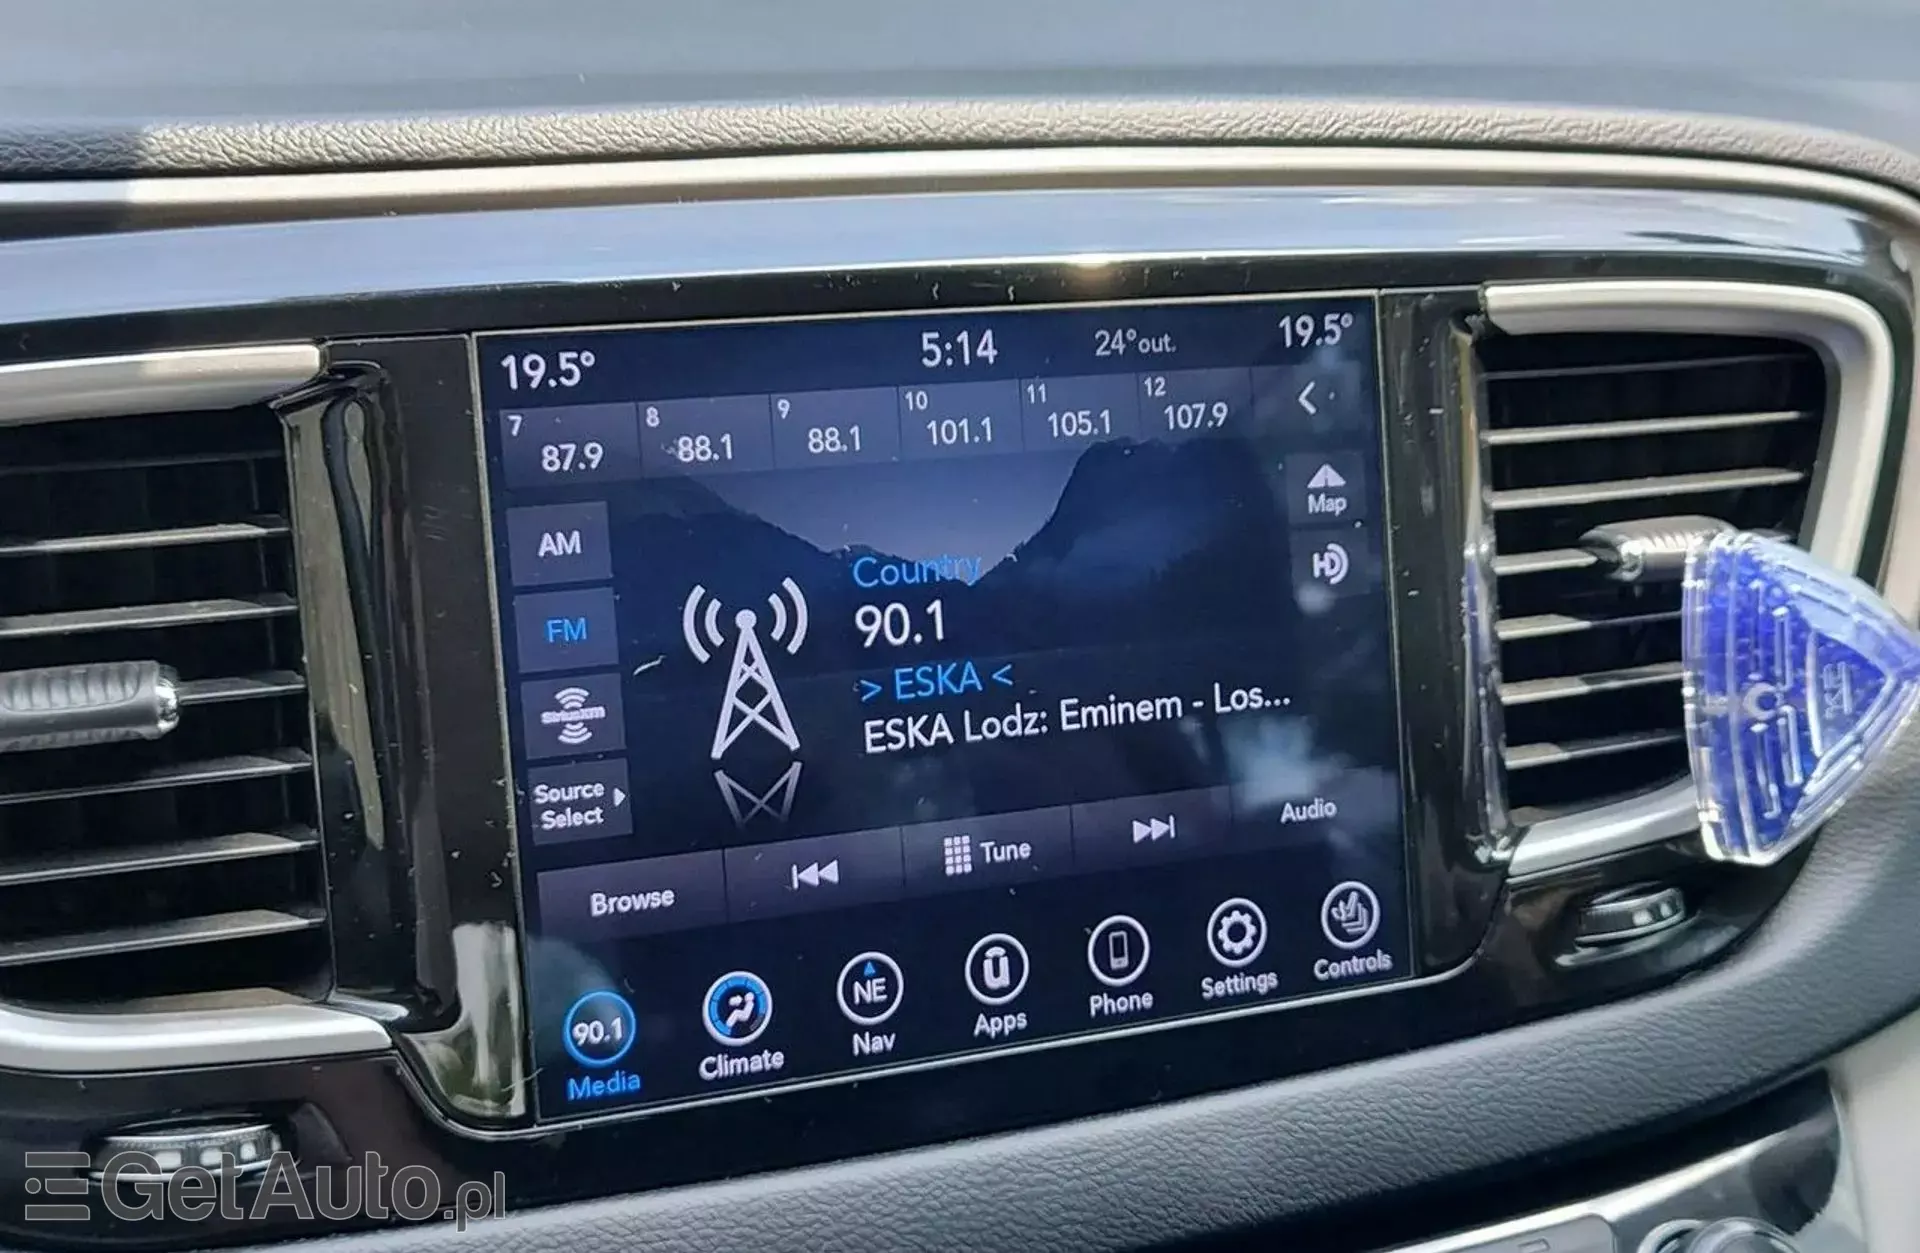 19.5° 5:14 24°out. 19.5°
7 87.9 8 88.1 9 88.1 10 101.1 11 105.1 12 107.9
AM
FM
SiriusXM
Source
Select
Country
90.1
> ESKA <
ESKA Lodz: Eminem - Los...
Map
HD
Browse Tune Audio
90.1 NE
Media Climate Nav Apps Phone Settings Controls
GetAuto.pl